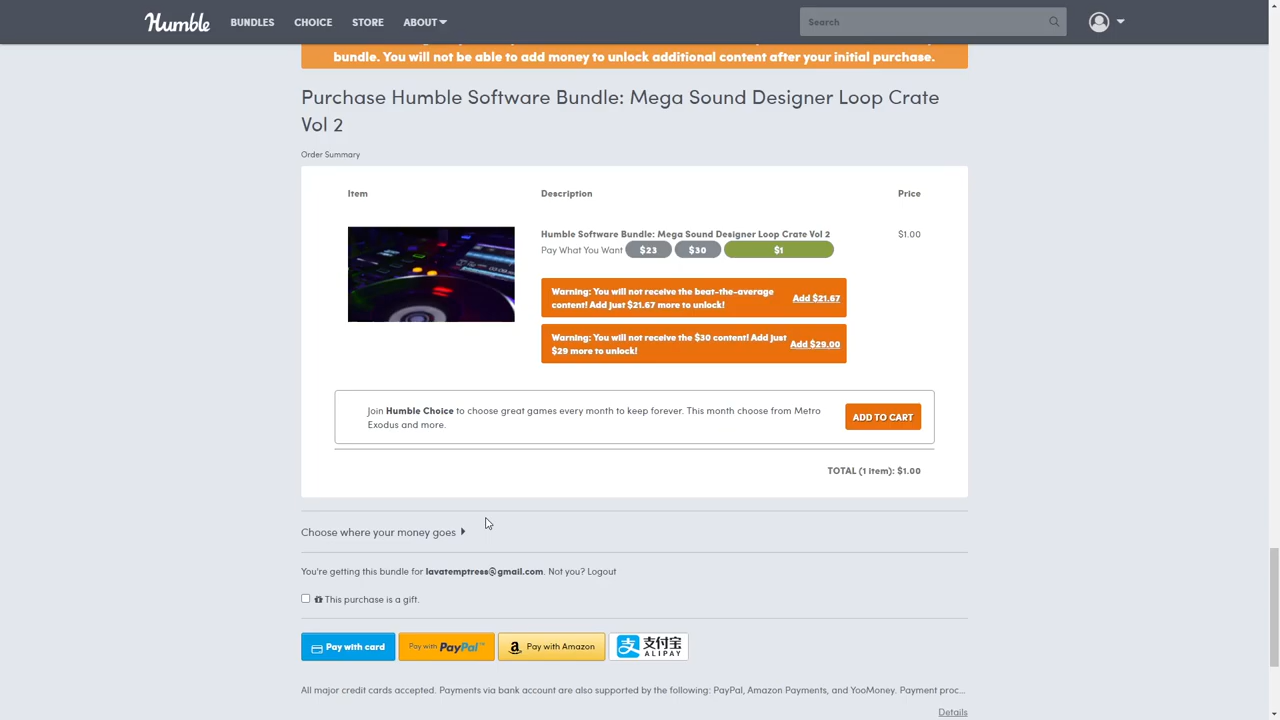 Humble BUNDLES CHOICE STORE ABOUT Search
bundle. You will not be able to add money to unlock additional content after your initial purchase.
Purchase Humble Software Bundle: Mega Sound Designer Loop Crate
Vol 2
Order Summary
Item Description Price
Humble Software Bundle: Mega Sound Designer Loop Crate Vol 2 $1.00
Pay What You Want $23 $30 $1
Warning: You will not receive the beat-the-average
content! Add just $21.67 more to unlock! Add $21.67
Warning: You will not receive the $30 content! Add just
$29 more to unlock! Add $29.00
Join Humble Choice to choose great games every month to keep forever. This month choose from Metro
Exodus and more. ADD TO CART
TOTAL (1 item): $1.00
Choose where your money goes
You're getting this bundle for lavatemptress@gmail.com. Not you? Logout
This purchase is a gift.
Pay with card Pay with PayPal Pay with Amazon 支付宝 ALIPAY
All major credit cards accepted. Payments via bank account are also supported by the following: PayPal, Amazon Payments, and YooMoney. Payment proc...
Details